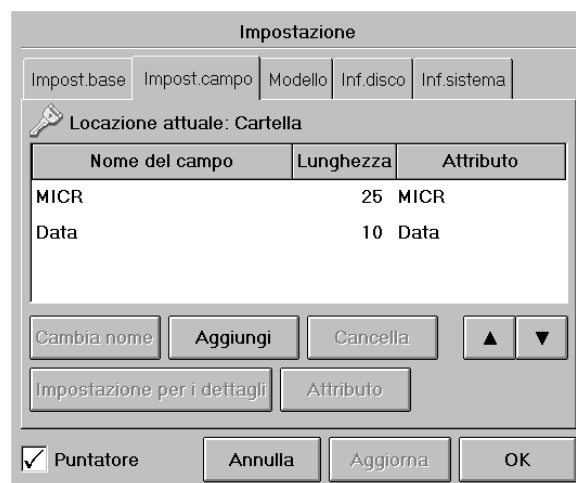 Impostazione
Impost.base Impost.campo Modello Inf.disco Inf.sistema
Locazione attuale: Cartella
Nome del campo Lunghezza Attributo
MICR 25 MICR
Data 10 Data
Cambia nome Aggiungi Cancella ▲ ▼
Impostazione per i dettagli Attributo
Puntatore Annulla Aggiorna OK